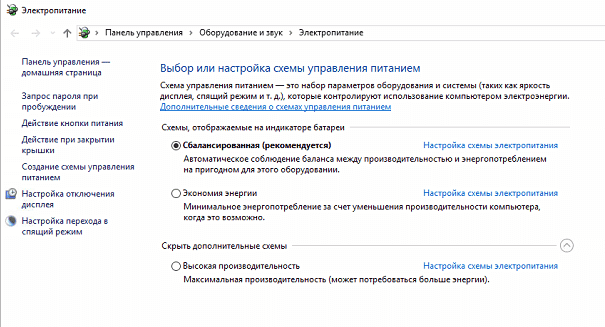 Электропитание
Панель управления > Оборудование и звук > Электропитание
Панель управления —
домашняя страница
Запрос пароля при
пробуждении
Действие кнопки питания
Действие при закрытии
крышки
Создание схемы управления
питанием
Настройка отключения
дисплея
Настройка перехода в
спящий режим
Выбор или настройка схемы управления питанием
Схема управления питанием — это набор параметров оборудования и системы (таких как яркость
дисплея, спящий режим и т. д.), которые контролируют использование компьютером электроэнергии.
Дополнительные сведения о схемах управления питанием
Схемы, отображаемые на индикаторе батареи
Сбалансированная (рекомендуется) Настройка схемы электропитания
Автоматическое соблюдение баланса между производительностью и энергопотреблением
на пригодном для этого оборудовании.
Экономия энергии Настройка схемы электропитания
Минимальное энергопотребление за счет уменьшения производительности компьютера,
когда это возможно.
Скрыть дополнительные схемы
Высокая производительность Настройка схемы электропитания
Максимальная производительность (может потребоваться больше энергии).